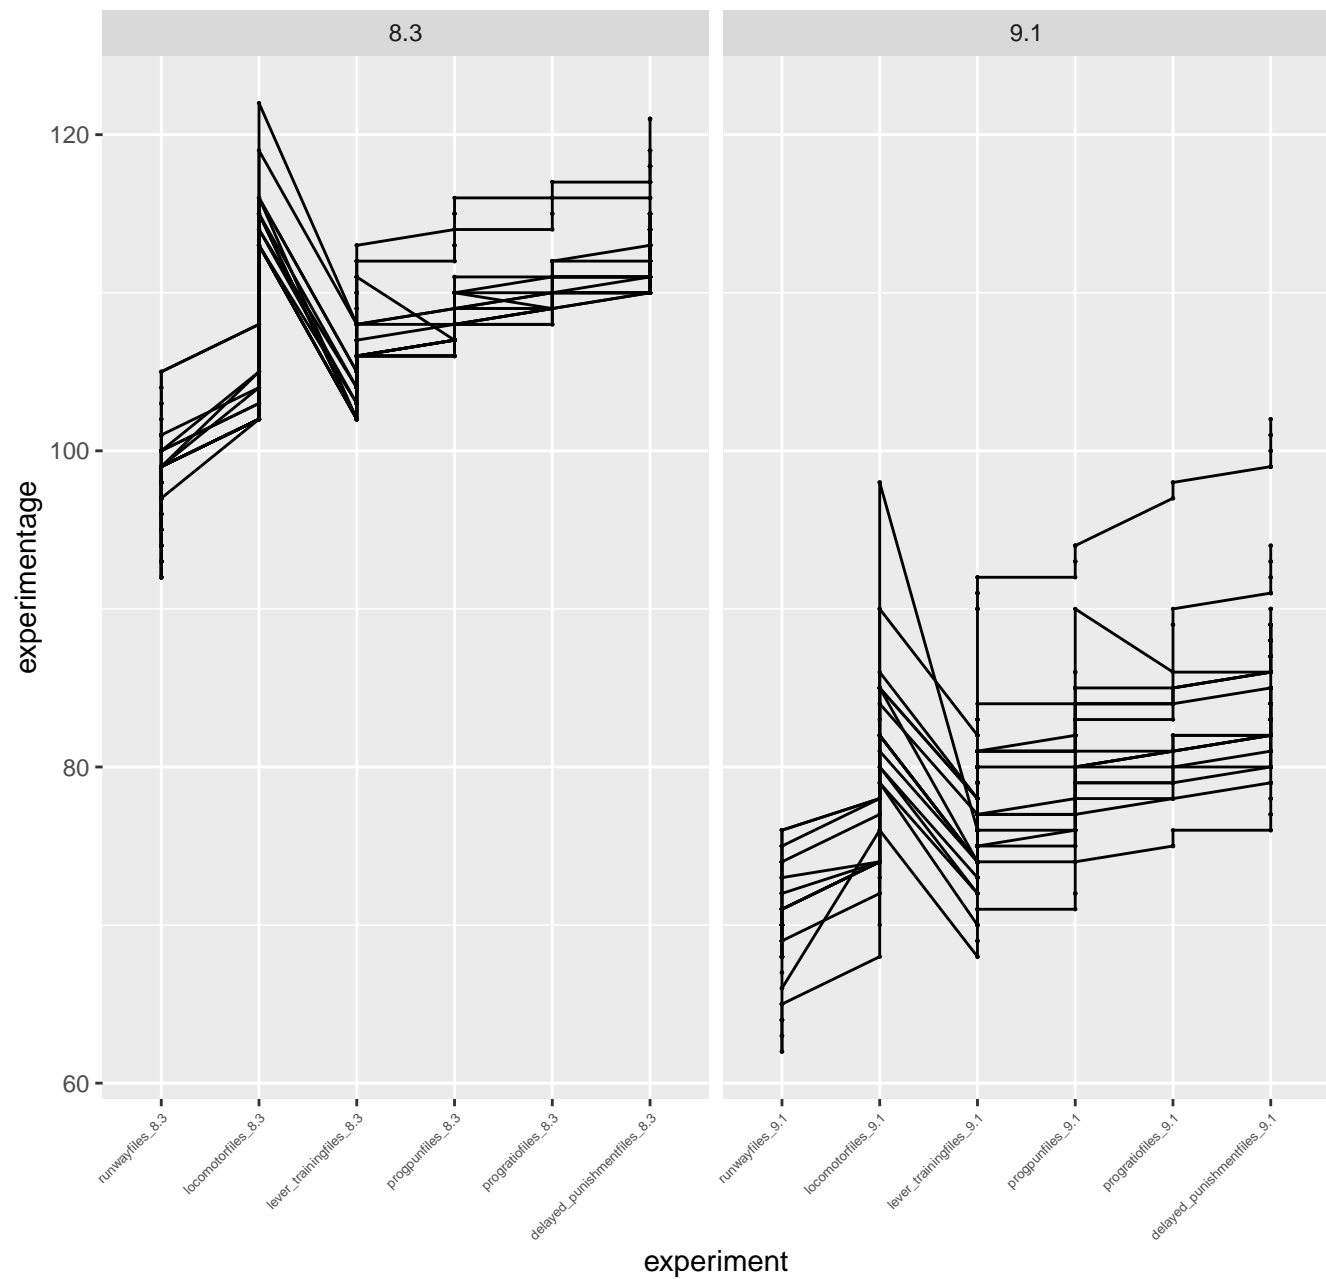 8.3
9.1
experimentage
120
100
80
60
runwayfiles_8.3
locomotorfiles_8.3
lever_trainingfiles_8.3
progpunfiles_8.3
progratiofiles_8.3
delayed_punishmentfiles_8.3
runwayfiles_9.1
locomotorfiles_9.1
lever_trainingfiles_9.1
progpunfiles_9.1
progratiofiles_9.1
delayed_punishmentfiles_9.1
experiment